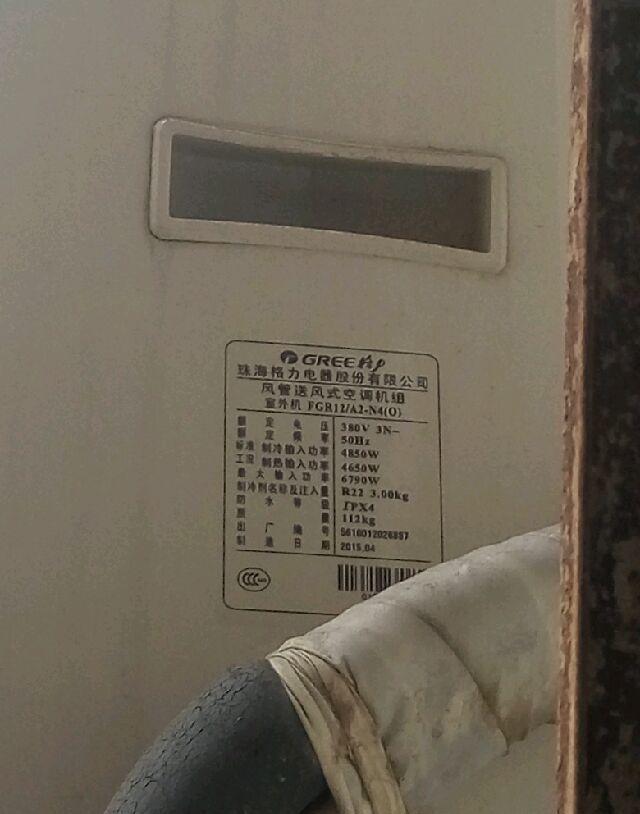 GREE 格力
珠海格力电器股份有限公司
风管送风式空调机组
室外机 FGR12/A2-N4(O)
额定电压 380V 3N~
额定频率 50Hz
标准 制冷输入功率 4850W
工况 制热输入功率 4650W
最大输入功率 6790W
制冷剂名称及注入量 R22 3.00kg
防水等级 IPX4
质量 112kg
出厂编号
制造日期 2015.04
CCC